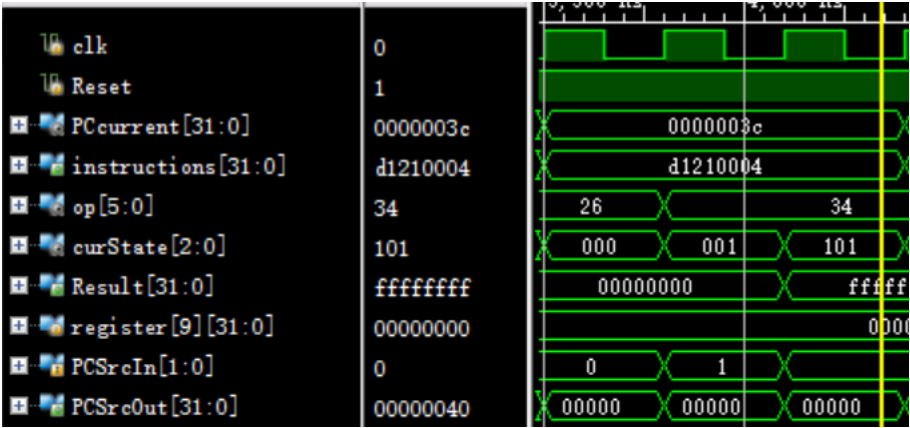 clk 0
Reset 1
PCcurrent[31:0] 0000003c 0000003c
instructions[31:0] d1210004 d1210004
op[5:0] 34 26 34
curState[2:0] 101 000 001 101
Result[31:0] ffffffff 00000000 fffff
register[9][31:0] 00000000 0000
PCSrcIn[1:0] 0 0 1
PCSrcOut[31:0] 00000040 00000 00000 00000